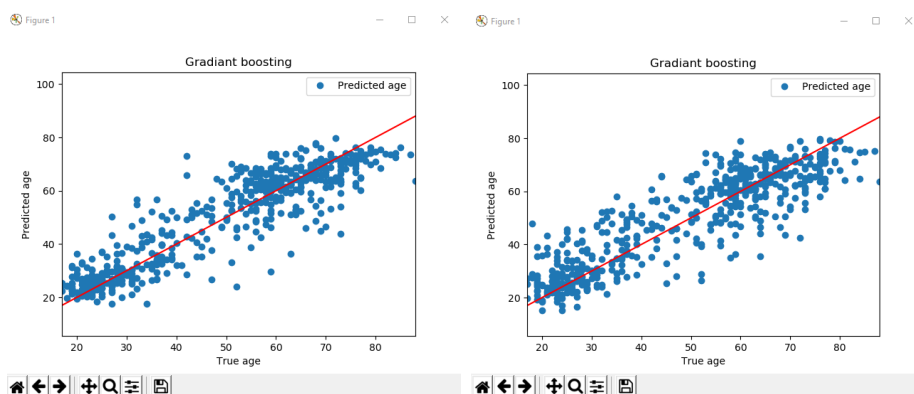 Figure 1
Gradiant boosting
Predicted age
100
80
60
40
20
Predicted age
20 30 40 50 60 70 80
True age
Figure 1
Gradiant boosting
Predicted age
100
80
60
40
20
Predicted age
20 30 40 50 60 70 80
True age